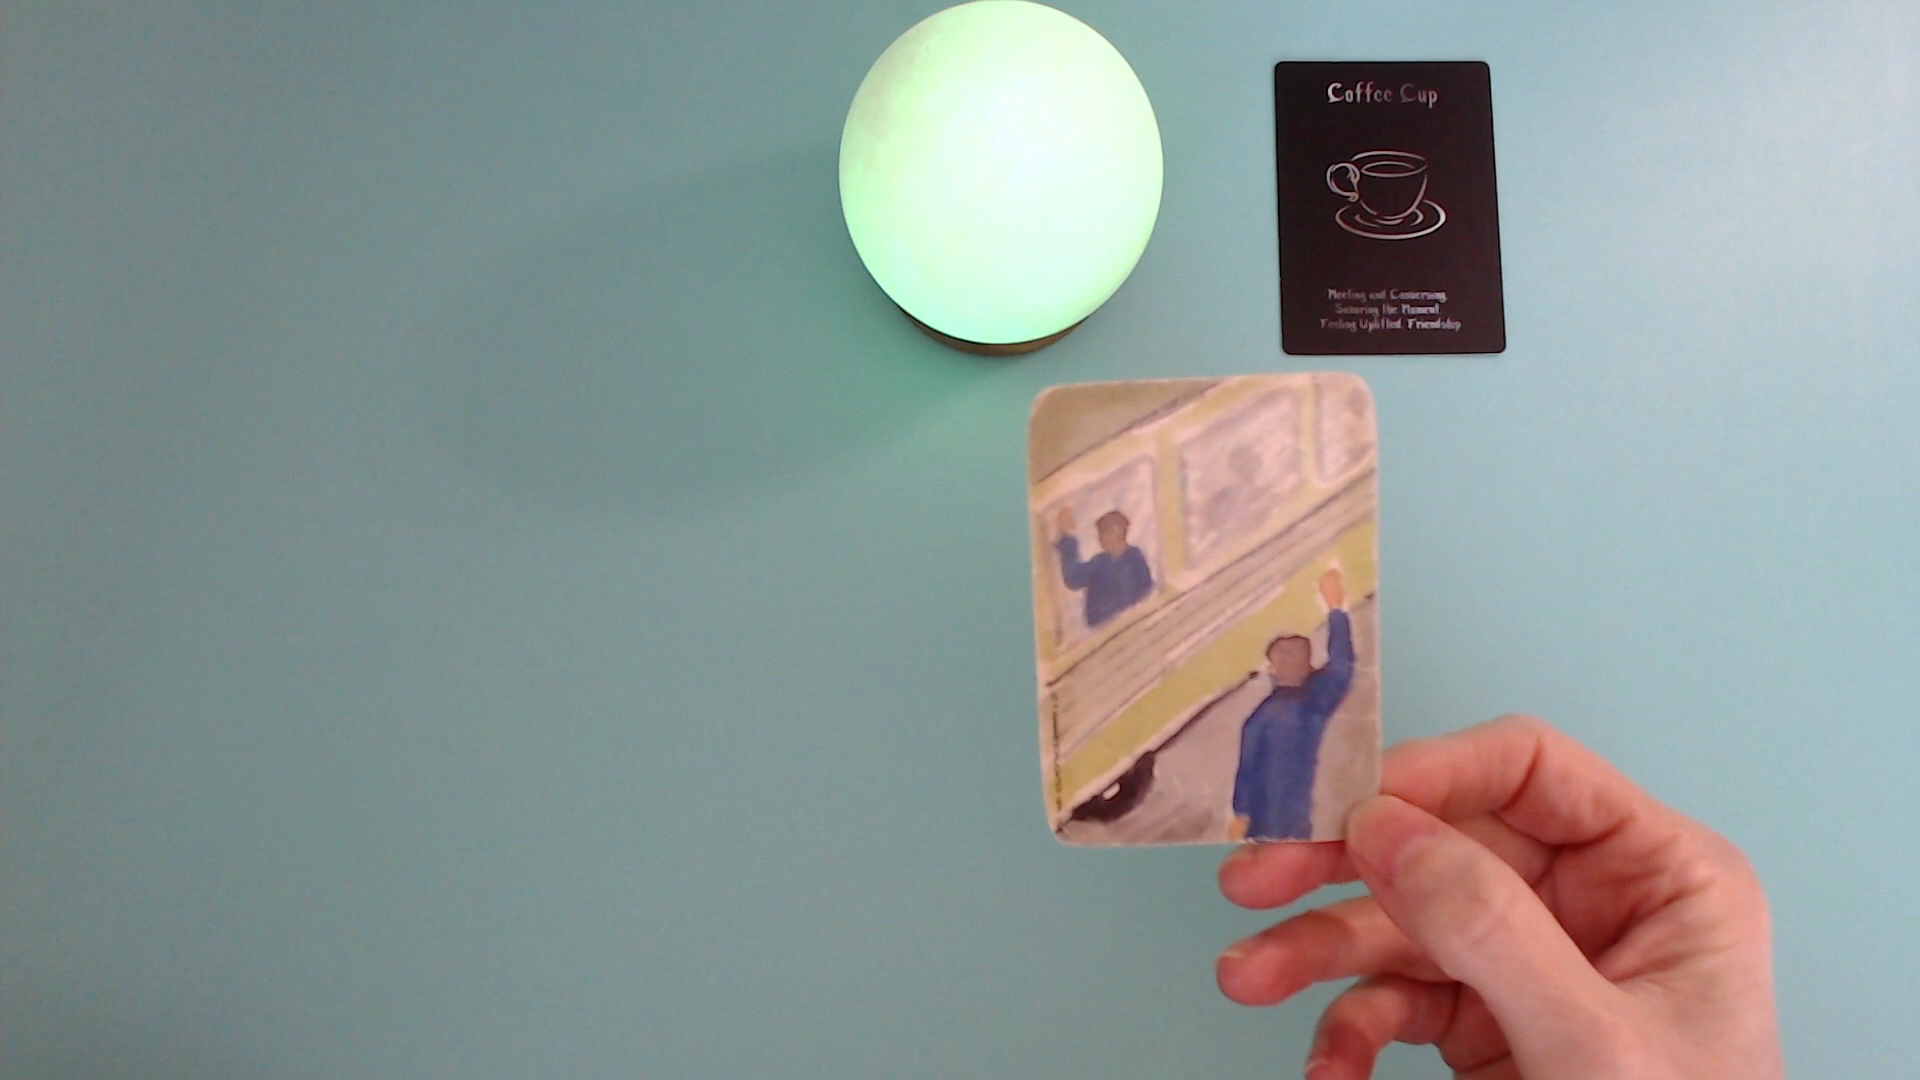 Coffee Cup
Meeting and Conversing,
Savoring the Moment,
Feeling Uplifted, Friendship